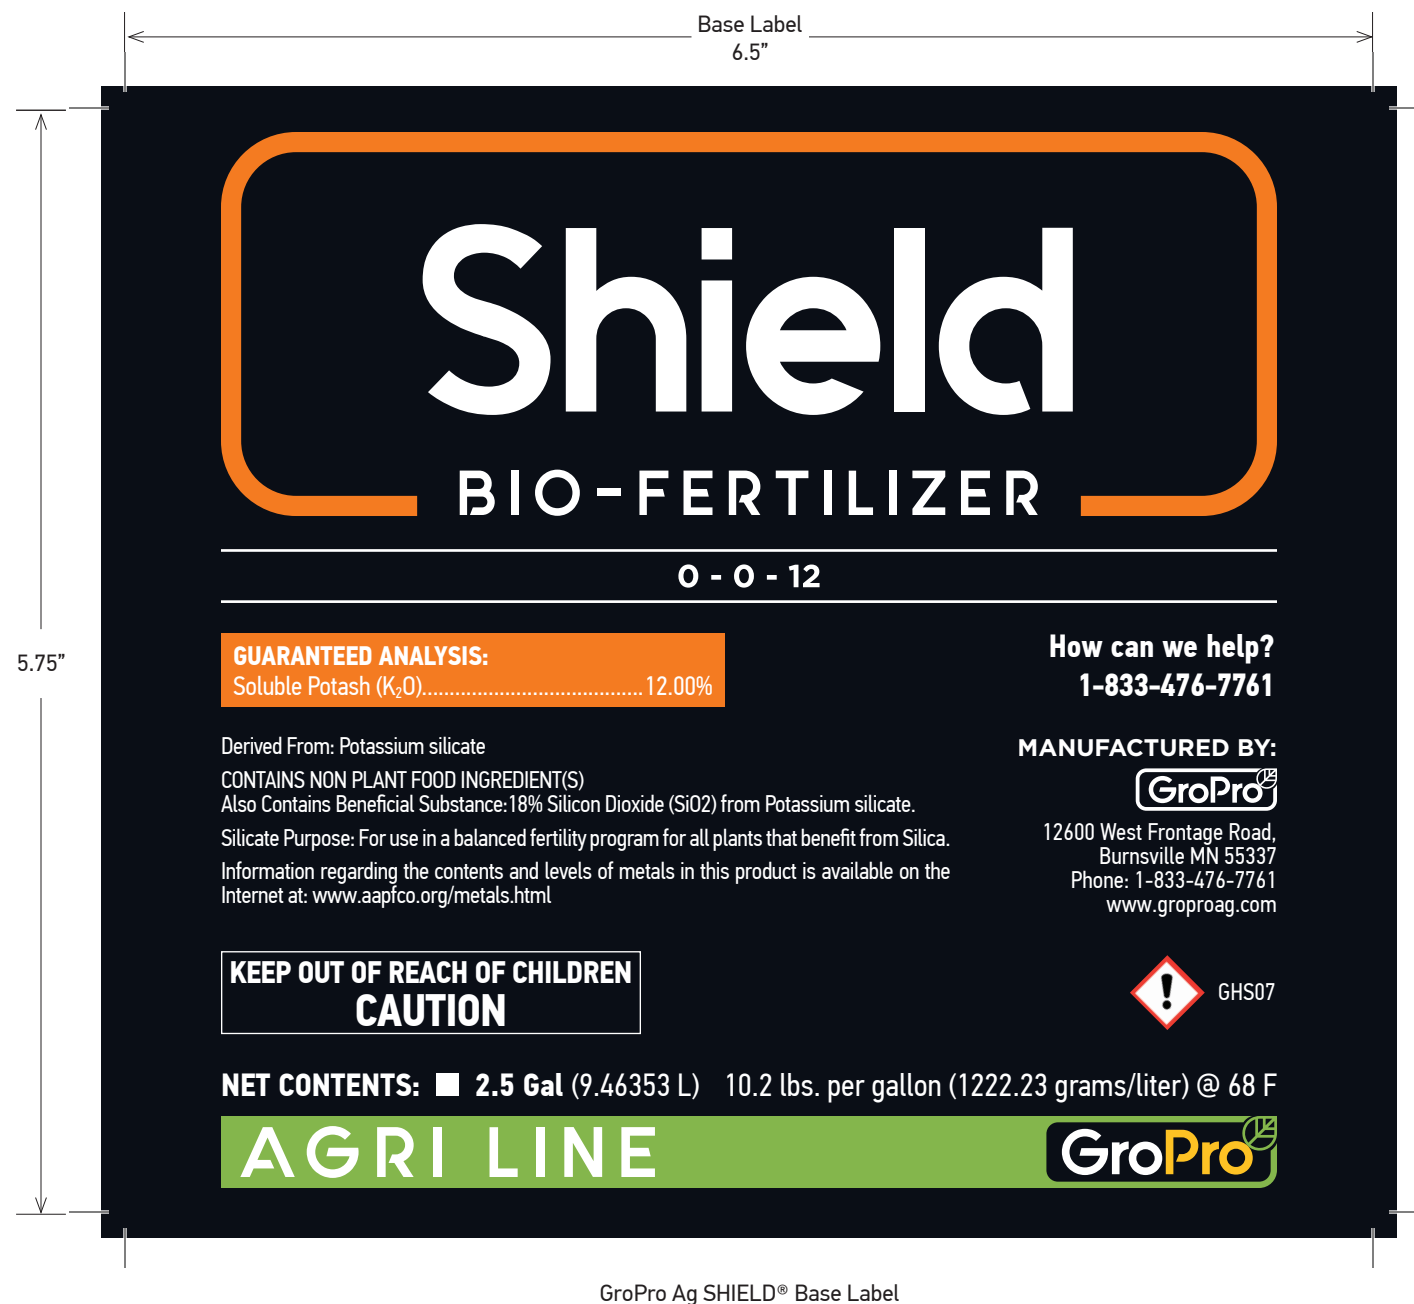 Base Label
6.5”
5.75”
Shield
BIO-FERTILIZER
0 - 0 - 12
GUARANTEED ANALYSIS:
Soluble Potash (K₂O)........................................12.00%
Derived From: Potassium silicate
CONTAINS NON PLANT FOOD INGREDIENT(S)
Also Contains Beneficial Substance:18% Silicon Dioxide (SiO2) from Potassium silicate.
Silicate Purpose: For use in a balanced fertility program for all plants that benefit from Silica.
Information regarding the contents and levels of metals in this product is available on the
Internet at: www.aapfco.org/metals.html
How can we help?
1-833-476-7761
MANUFACTURED BY:
GroPro
12600 West Frontage Road,
Burnsville MN 55337
Phone: 1-833-476-7761
www.groproag.com
KEEP OUT OF REACH OF CHILDREN
CAUTION
GHS07
NET CONTENTS: 2.5 Gal (9.46353 L) 10.2 lbs. per gallon (1222.23 grams/liter) @ 68 F
AGRI LINE
GroPro
GroPro Ag SHIELD® Base Label